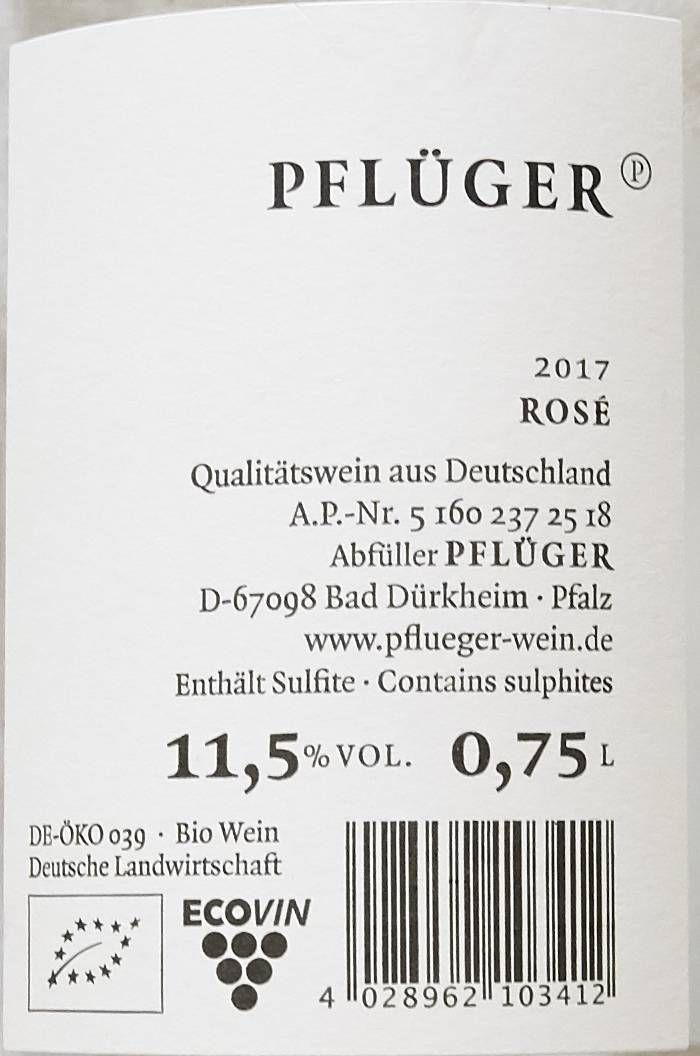 PFLÜGER Ⓟ
2017
ROSÉ
Qualitätswein aus Deutschland
A.P.-Nr. 5 160 237 25 18
Abfüller PFLÜGER
D-67098 Bad Dürkheim · Pfalz
www.pflueger-wein.de
Enthält Sulfite · Contains sulphites
11,5 % VOL. 0,75 L
DE-ÖKO 039 · Bio Wein
Deutsche Landwirtschaft
ECOVIN
4 028962 103412